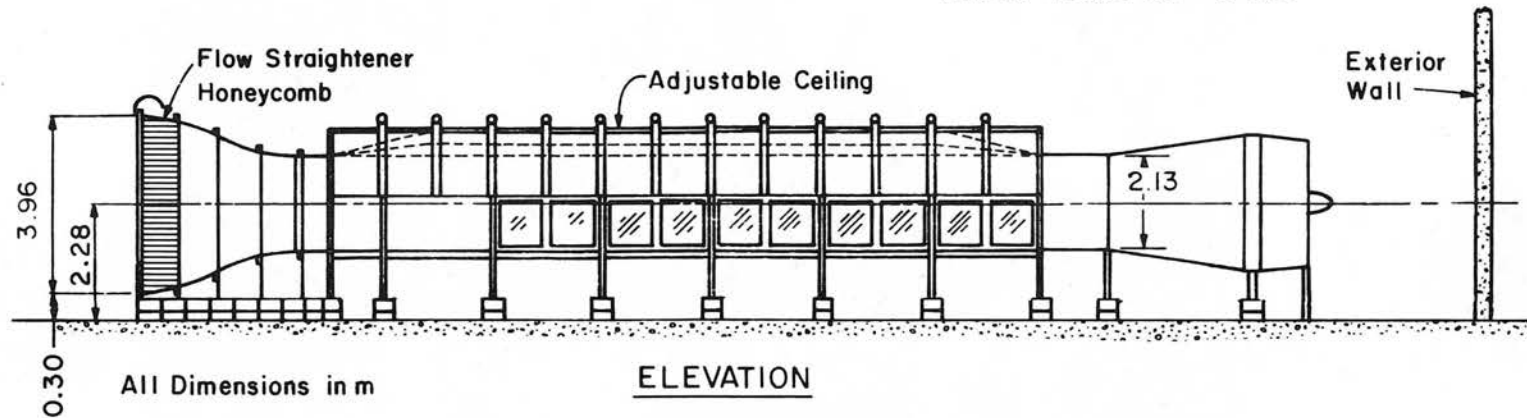 Flow Straightener
Honeycomb
Adjustable Ceiling
Exterior
Wall
3.96
2.28
2.13
0.30
All Dimensions in m
ELEVATION